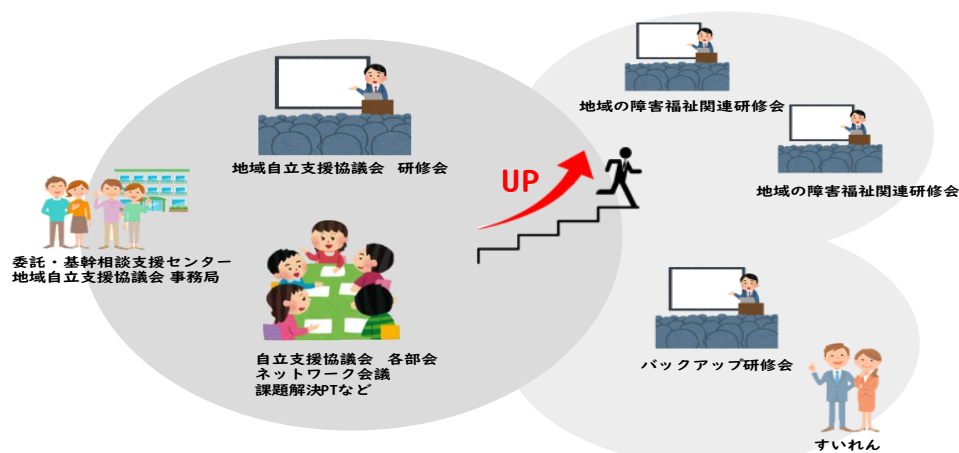 地域の障害福祉関連研修会
地域自立支援協議会　研修会
UP
地域の障害福祉関連研修会
委託・基幹相談支援センター
地域自立支援協議会 事務局
自立支援協議会　各部会
ネットワーク会議
課題解決PTなど
バックアップ研修会
すいれん